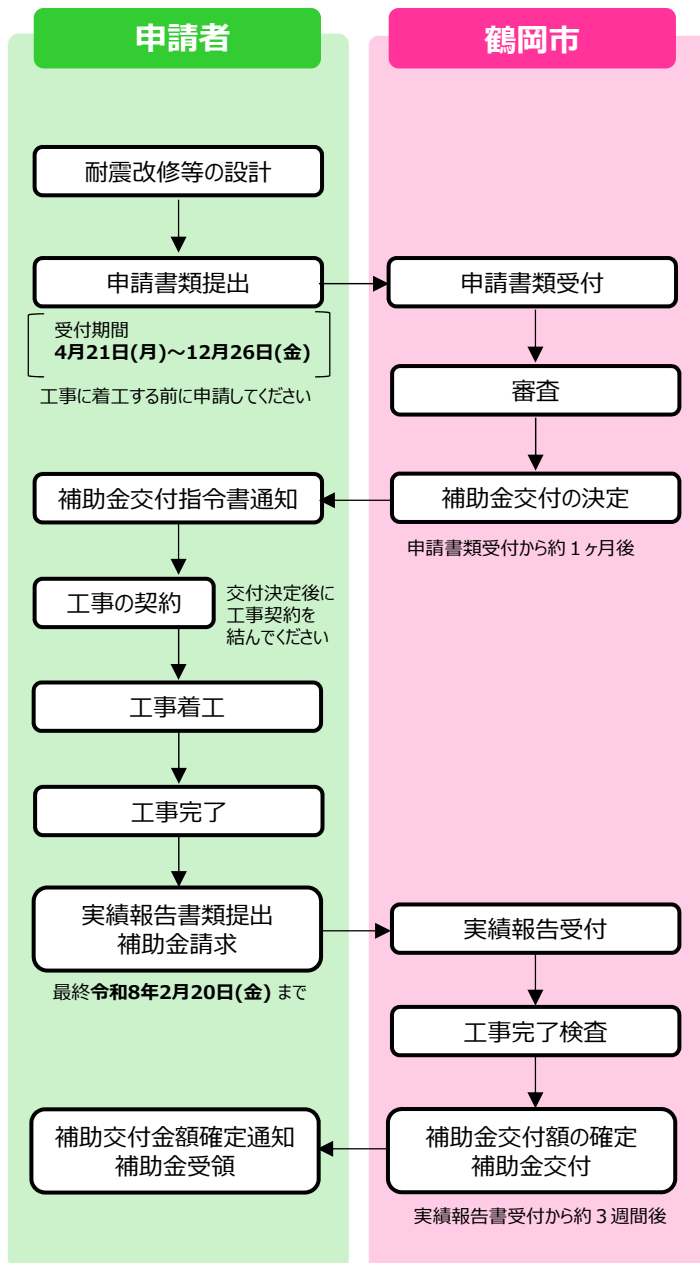 申請者
鶴岡市
耐震改修等の設計
申請書類提出
申請書類受付
受付期間
4月21日(月)～12月26日(金)
工事に着工する前に申請してください
審査
補助金交付指令書通知
補助金交付の決定
申請書類受付から約１ヶ月後
工事の契約
交付決定後に
工事契約を
結んでください
工事着工
工事完了
実績報告書類提出
補助金請求
実績報告受付
最終令和8年2月20日(金) まで
工事完了検査
補助交付金額確定通知
補助金受領
補助金交付額の確定
補助金交付
実績報告書受付から約３週間後